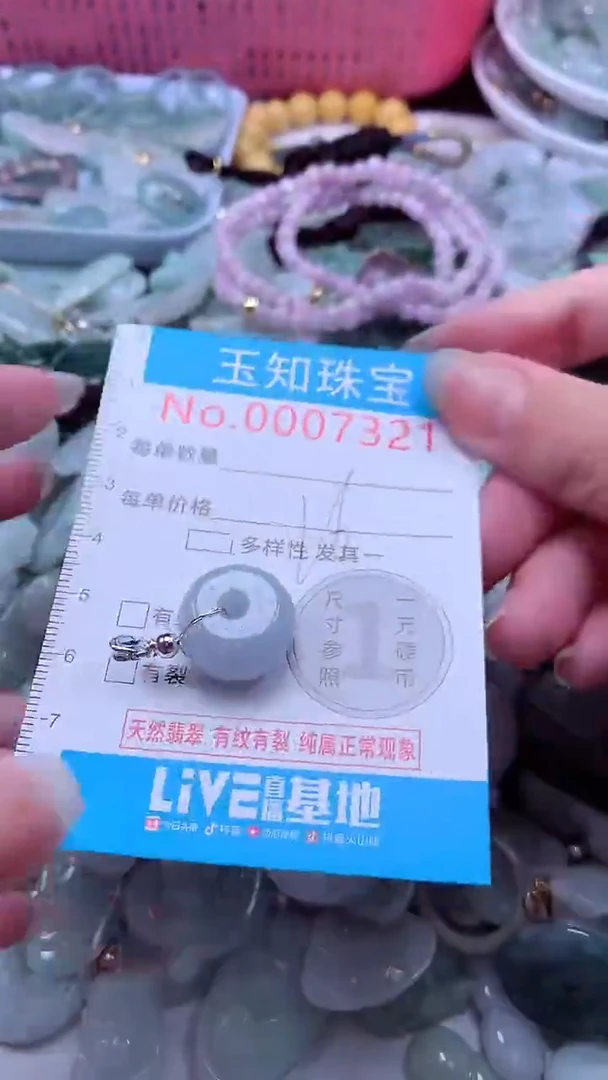 玉知珠宝
No.0007321
每单数量
每单价格
多样性 发其一
尺寸参照
一元硬币
1
有
有裂
天然翡翠 有纹有裂 纯属正常现象
LiVE直播基地
2
3
4
5
6
7